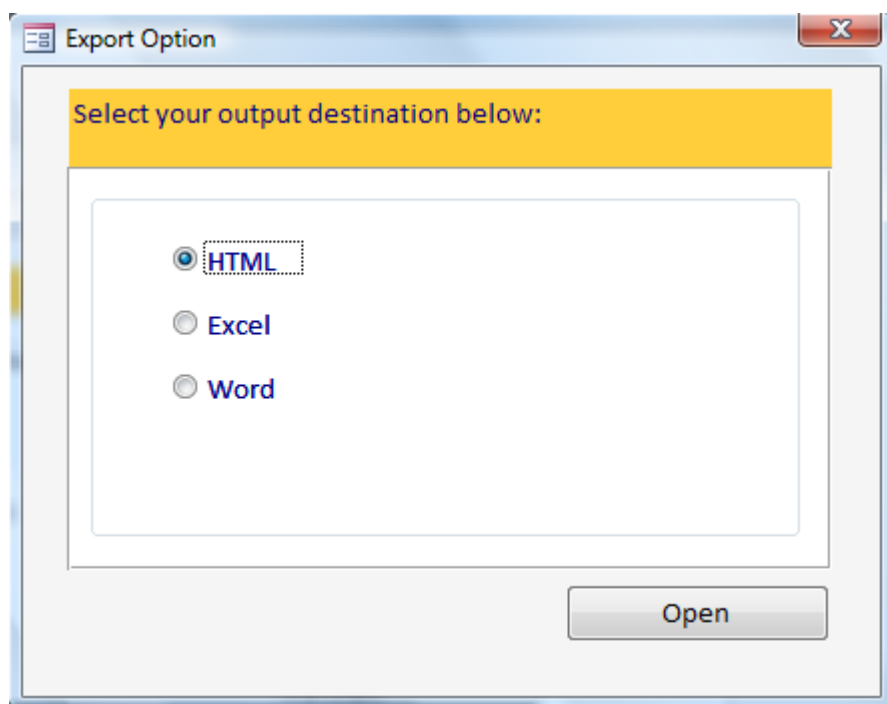 Export Option
Select your output destination below:
HTML
Excel
Word
Open